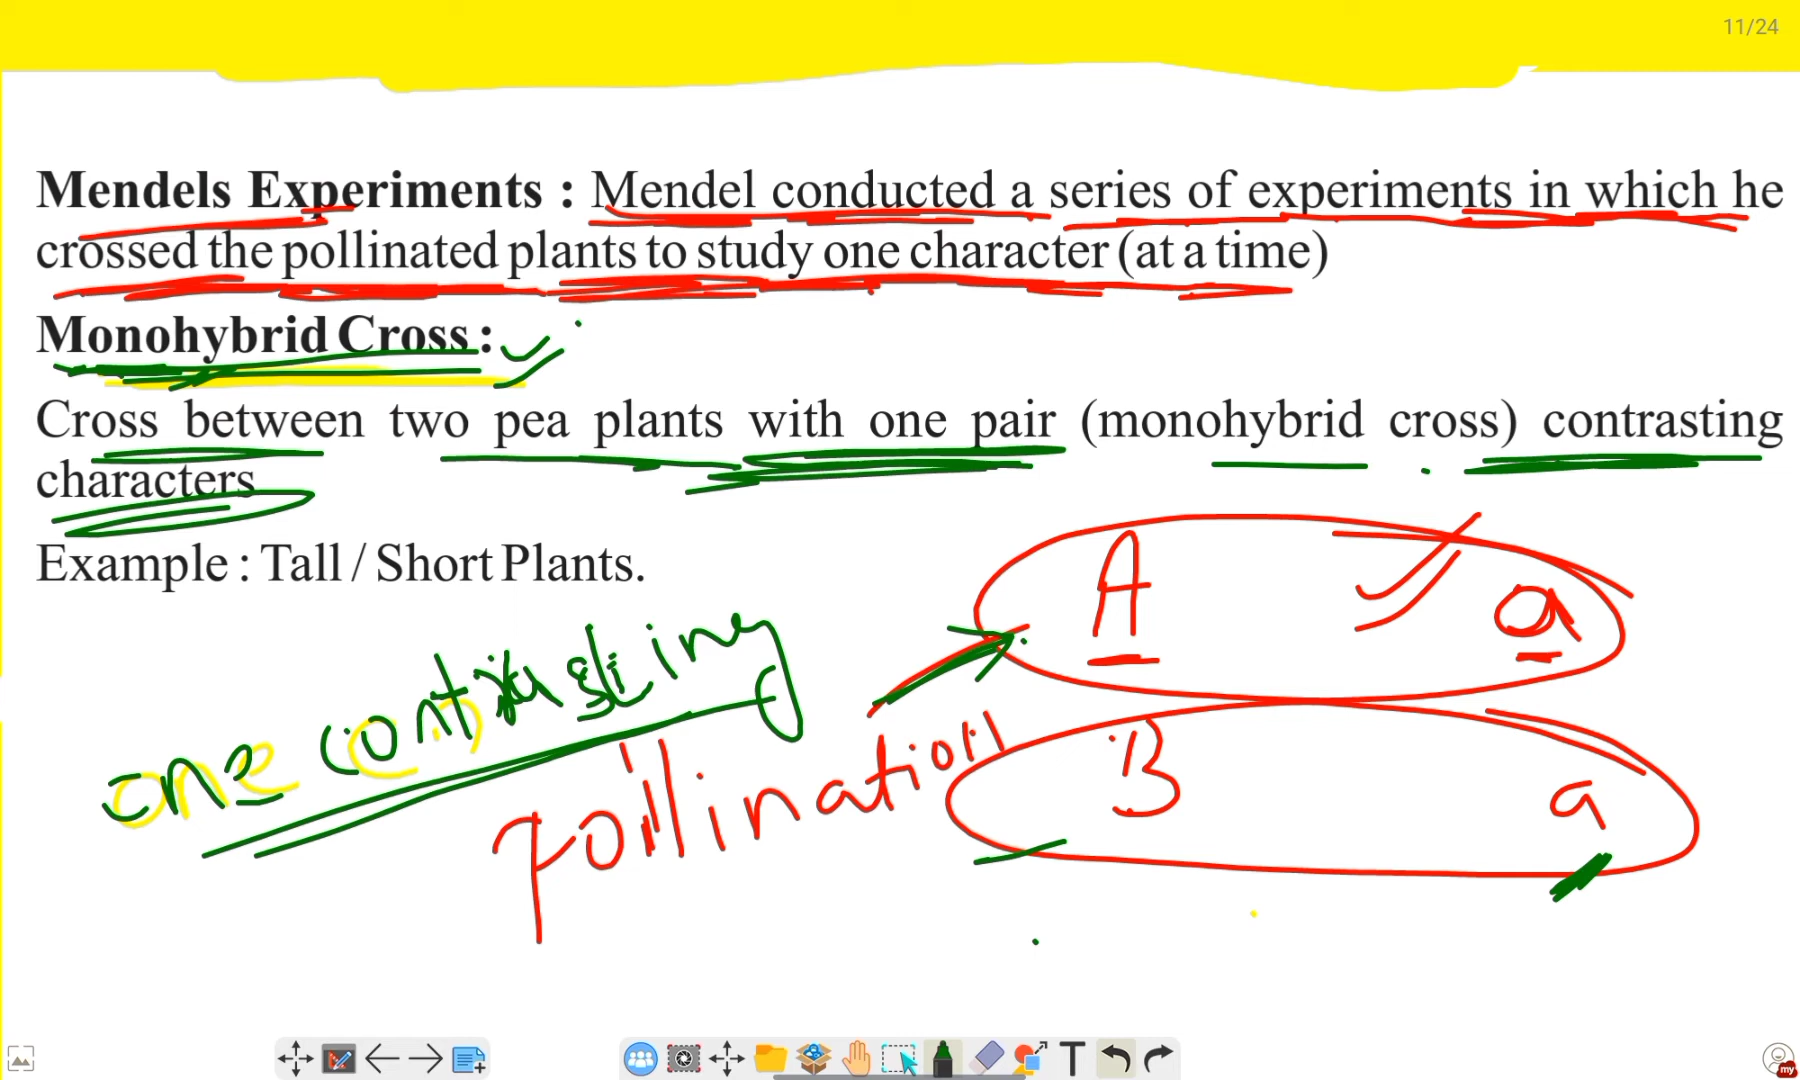 11/24
Mendels Experiments : Mendel conducted a series of experiments in which he
crossed the pollinated plants to study one character (at a time)
Monohybrid Cross :
Cross between two pea plants with one pair (monohybrid cross) contrasting
characters
Example : Tall / Short Plants.
A a
one contrasting
Pollination
B a
T
my